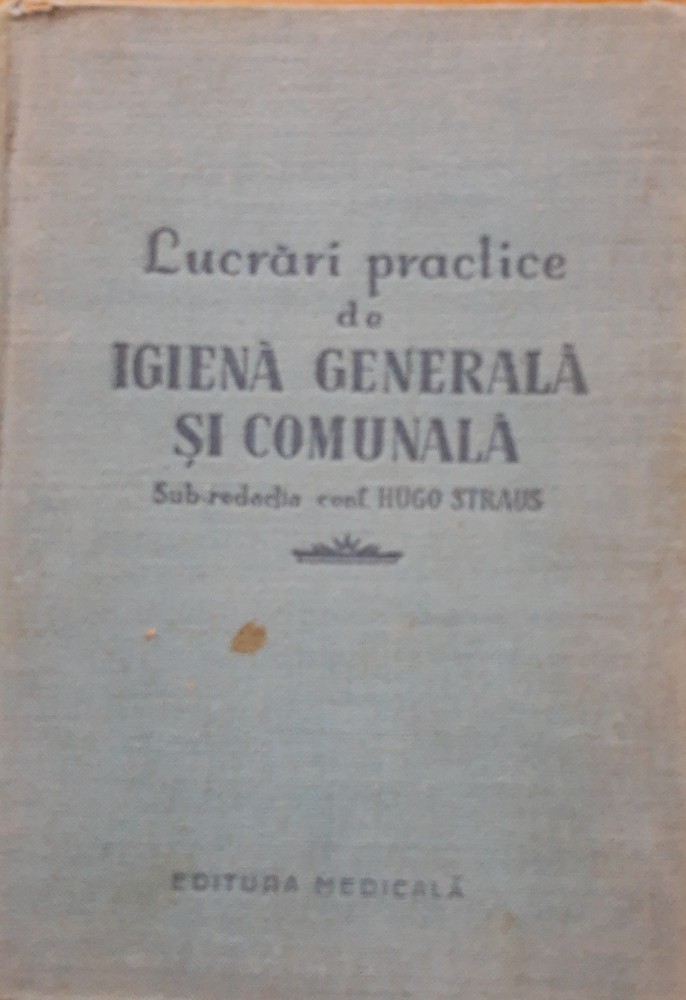 Lucrări practice
de
IGIENĂ GENERALĂ
ȘI COMUNALĂ
Sub redacția conf. HUGO STRAUS
EDITURA MEDICALĂ